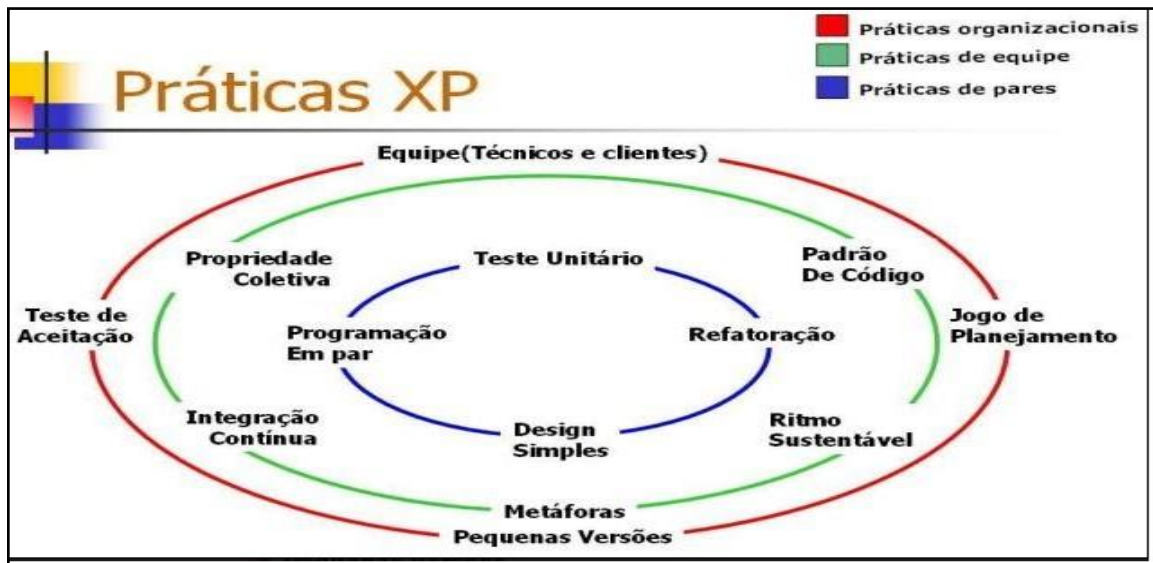 Práticas XP
Práticas organizacionais
Práticas de equipe
Práticas de pares
Equipe(Técnicos e clientes)
Propriedade
Coletiva
Teste Unitário
Padrão
De Código
Teste de
Aceitação
Programação
Em par
Refatoração
Jogo de
Planejamento
Integração
Contínua
Design
Simples
Ritmo
Sustentável
Metáforas
Pequenas Versões